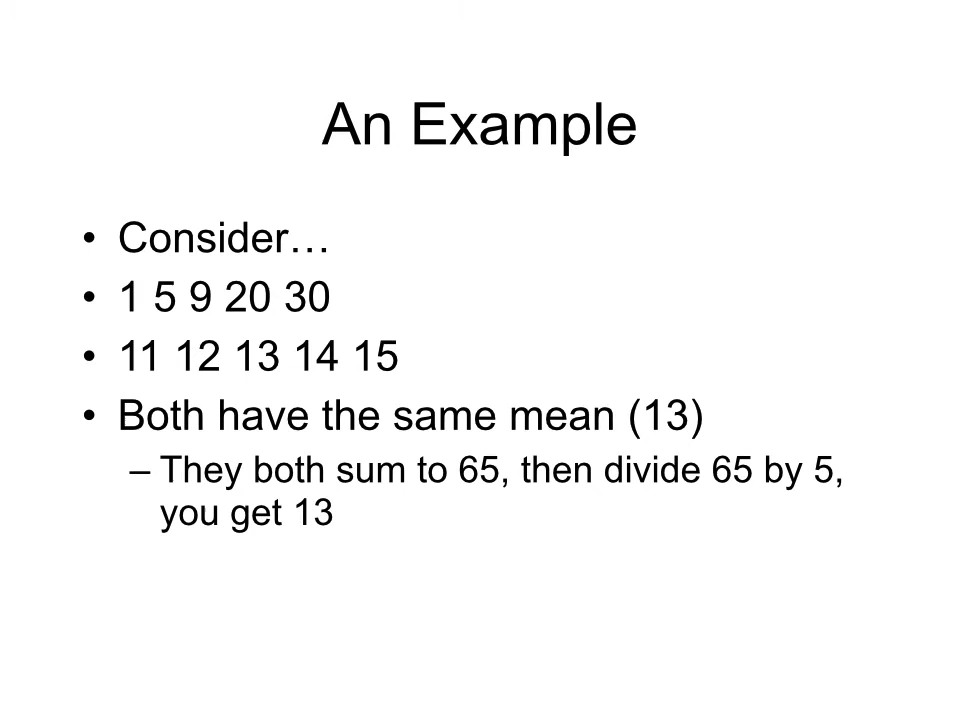 An Example
• Consider…
• 1 5 9 20 30
• 11 12 13 14 15
• Both have the same mean (13)
– They both sum to 65, then divide 65 by 5,
you get 13